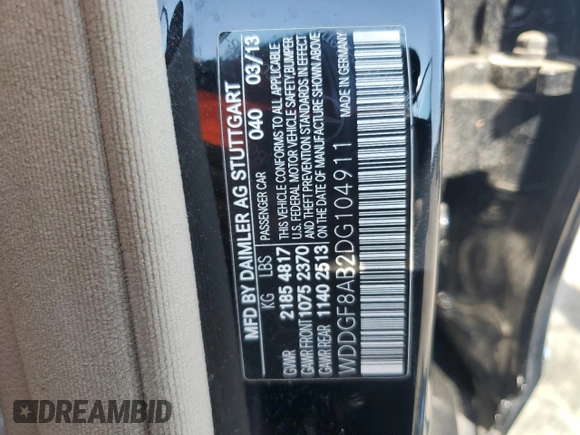 MFD BY DAIMLER AG STUTTGART
PASSENGER CAR 040 03/13
KG LBS
GVWR 2185 4817
GAWR FRONT 1075 2370
GAWR REAR 1140 2513
THIS VEHICLE CONFORMS TO ALL APPLICABLE
U.S. FEDERAL MOTOR VEHICLE SAFETY, BUMPER
AND THEFT PREVENTION STANDARDS IN EFFECT
ON THE DATE OF MANUFACTURE SHOWN ABOVE
MADE IN GERMANY
WDDGF8AB2DG104911
DREAMBID